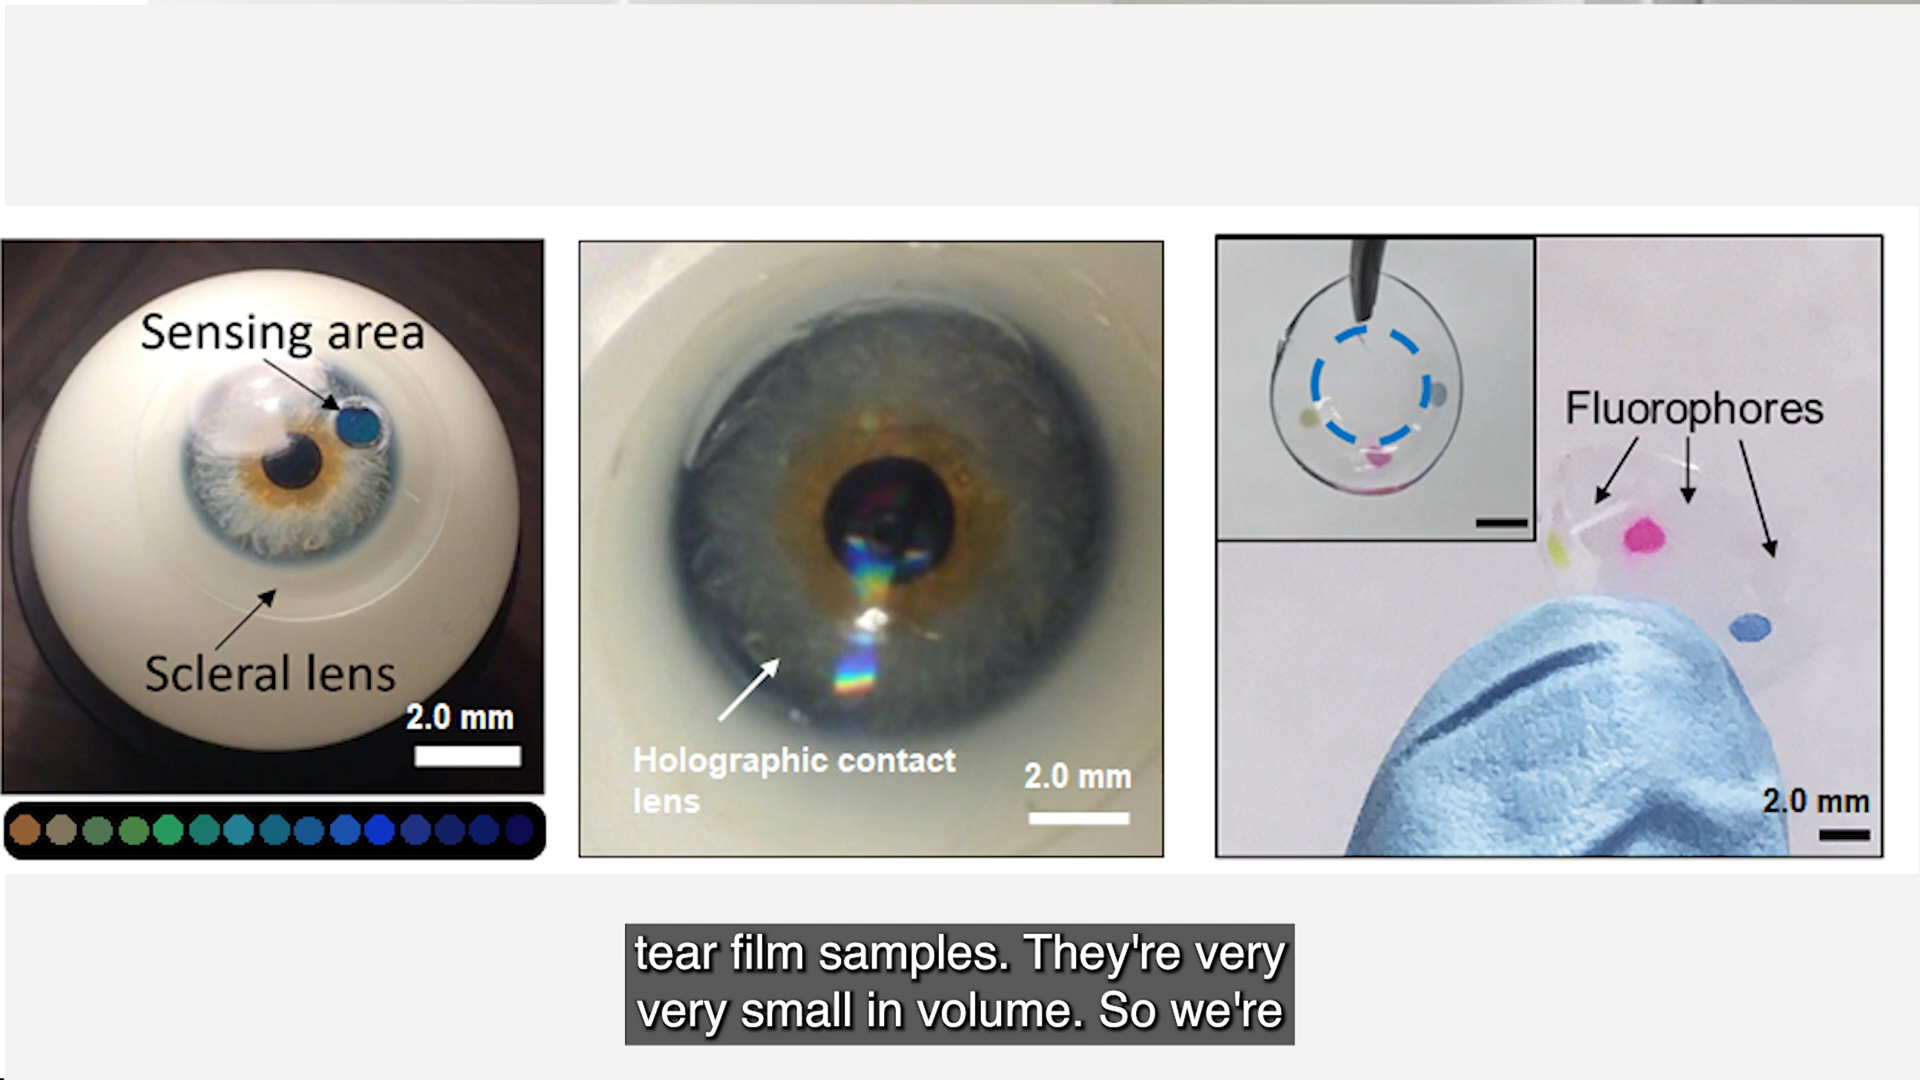 Sensing area
Scleral lens
2.0 mm
Holographic contact
lens
2.0 mm
Fluorophores
2.0 mm
tear film samples. They're very
very small in volume. So we're